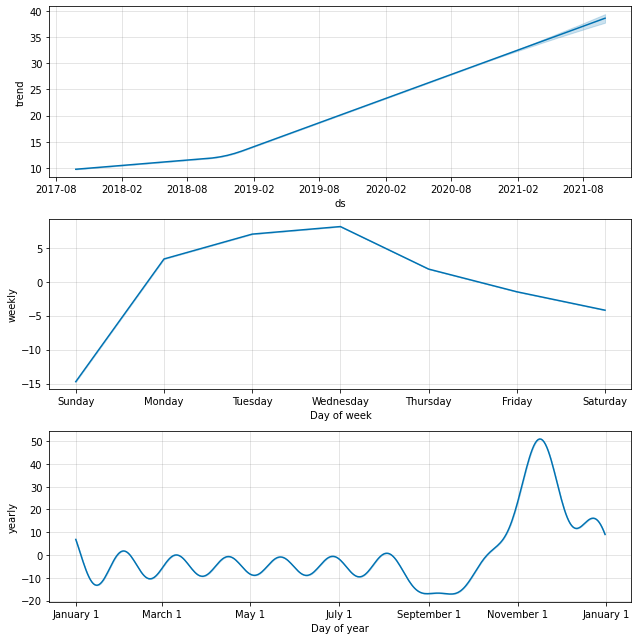 40
35
30
25
20
15
10
trend
2017-08 2018-02 2018-08 2019-02 2019-08 2020-02 2020-08 2021-02 2021-08
ds
5
0
−5
−10
−15
weekly
Sunday Monday Tuesday Wednesday Thursday Friday Saturday
Day of week
50
40
30
20
10
0
−10
−20
yearly
January 1 March 1 May 1 July 1 September 1 November 1 January 1
Day of year